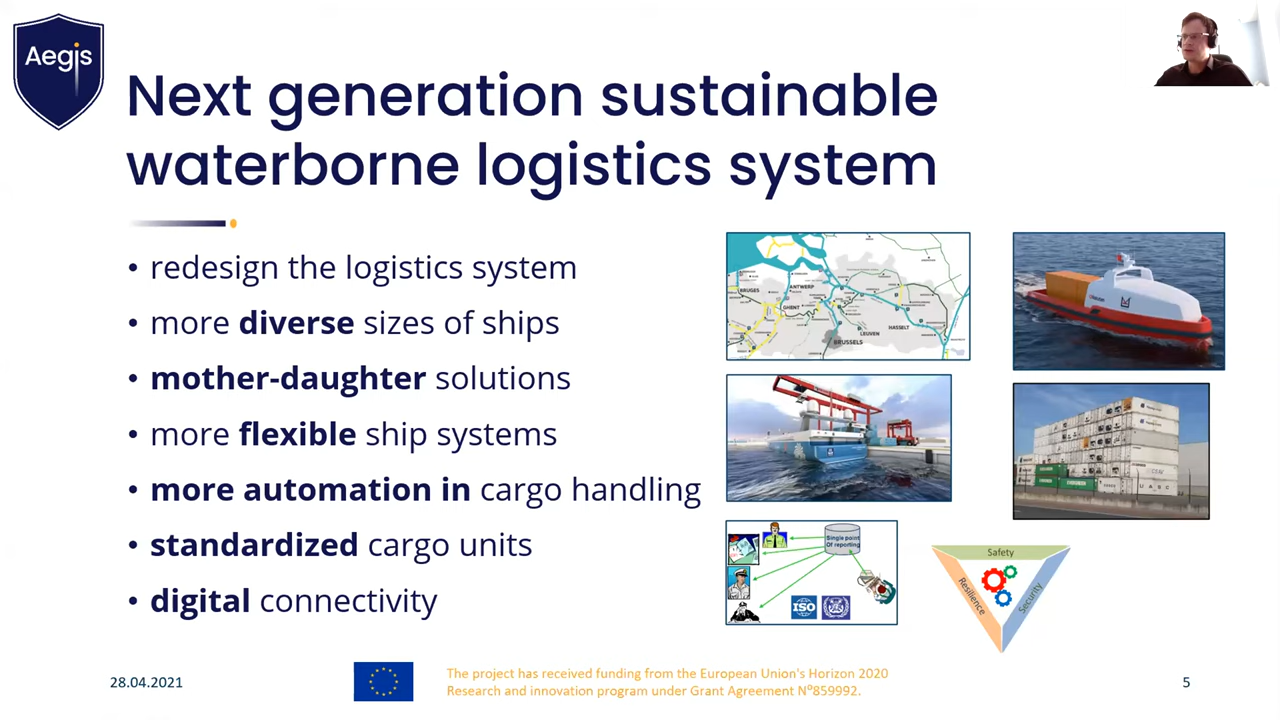 Aegis
Next generation sustainable
waterborne logistics system
• redesign the logistics system
• more diverse sizes of ships
• mother-daughter solutions
• more flexible ship systems
• more automation in cargo handling
• standardized cargo units
• digital connectivity
BRUGES
ANTWERP
GHENT
HASSELT
LEUVEN
BRUSSELS
Single point
Of reporting
ISO
Safety
Resilience
Security
28.04.2021
The project has received funding from the European Union's Horizon 2020
Research and innovation program under Grant Agreement Nº859992.
5